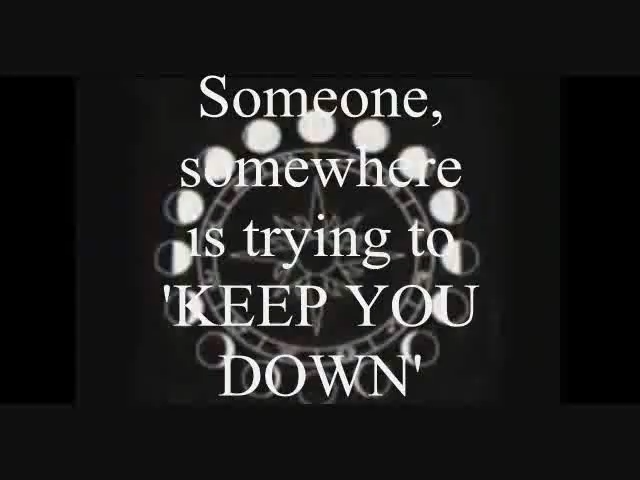 Someone,
somewhere
is trying to
'KEEP YOU
DOWN'